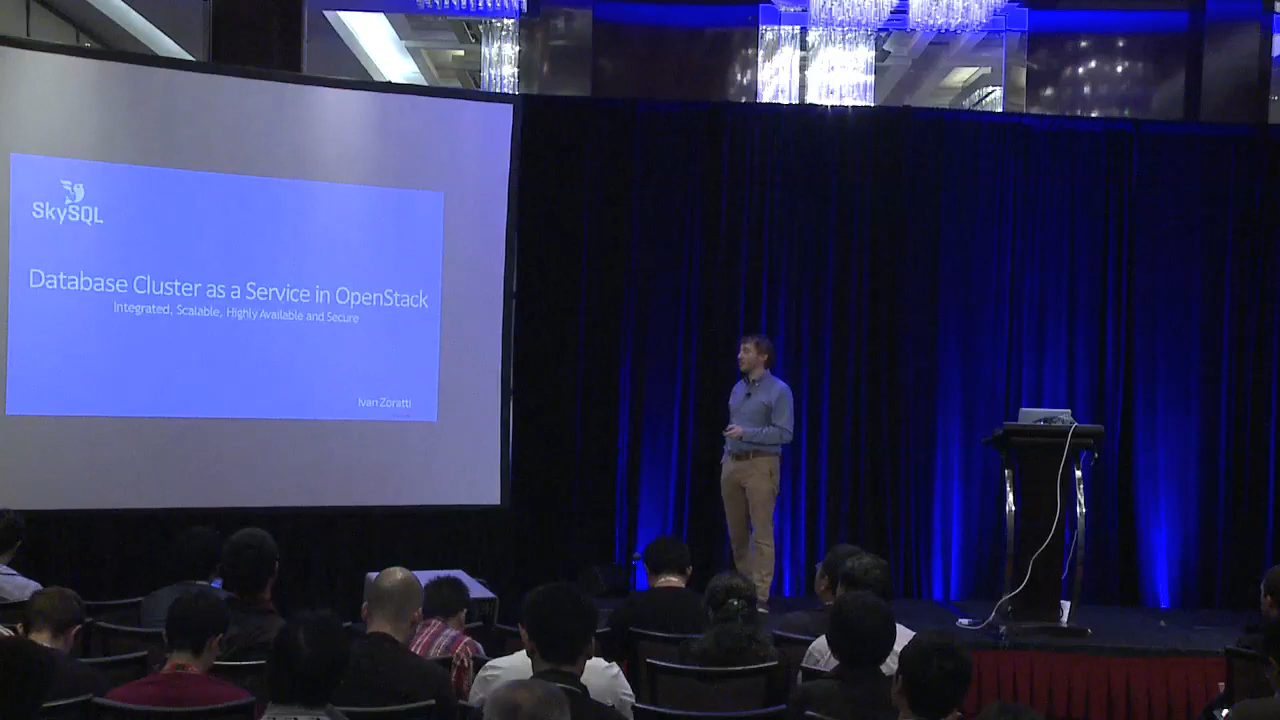 SkySQL
Database Cluster as a Service in OpenStack
Integrated, Scalable, Highly Available and Secure
Ivan Zoratti